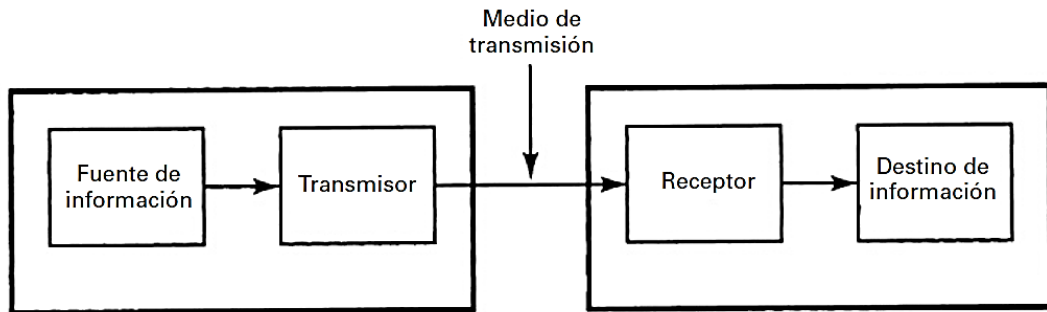 Medio de
transmisión
Fuente de
información
Transmisor
Receptor
Destino de
información